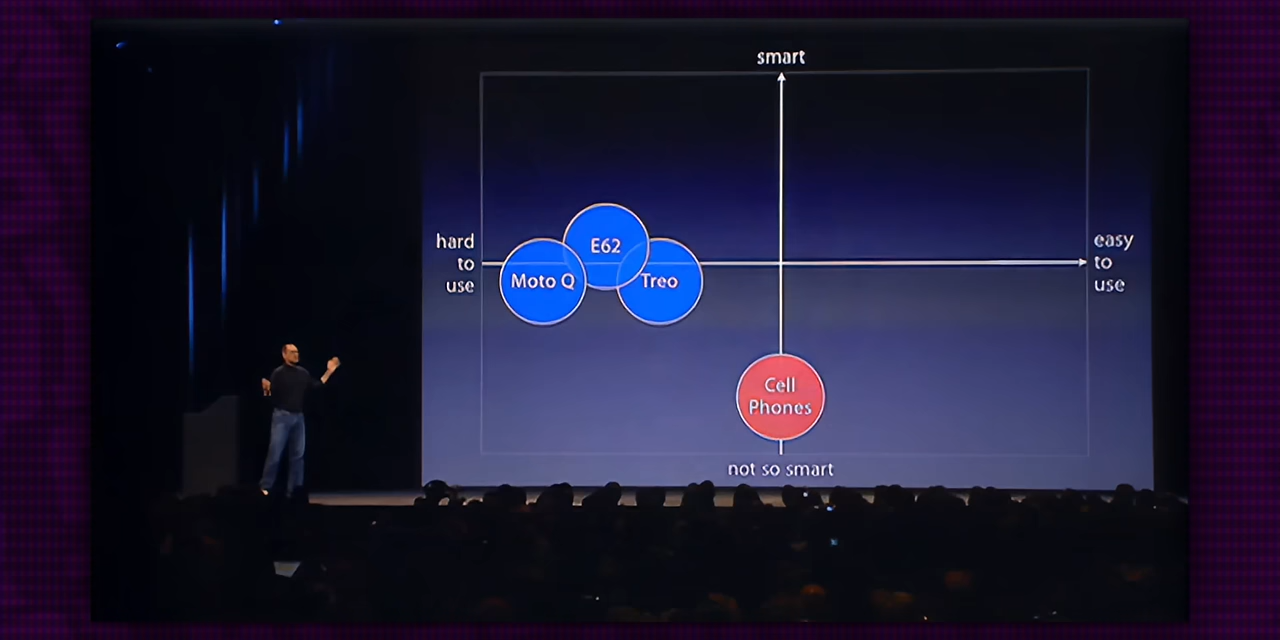 smart
hard
to
use
easy
to
use
E62
Moto Q
Treo
Cell
Phones
not so smart